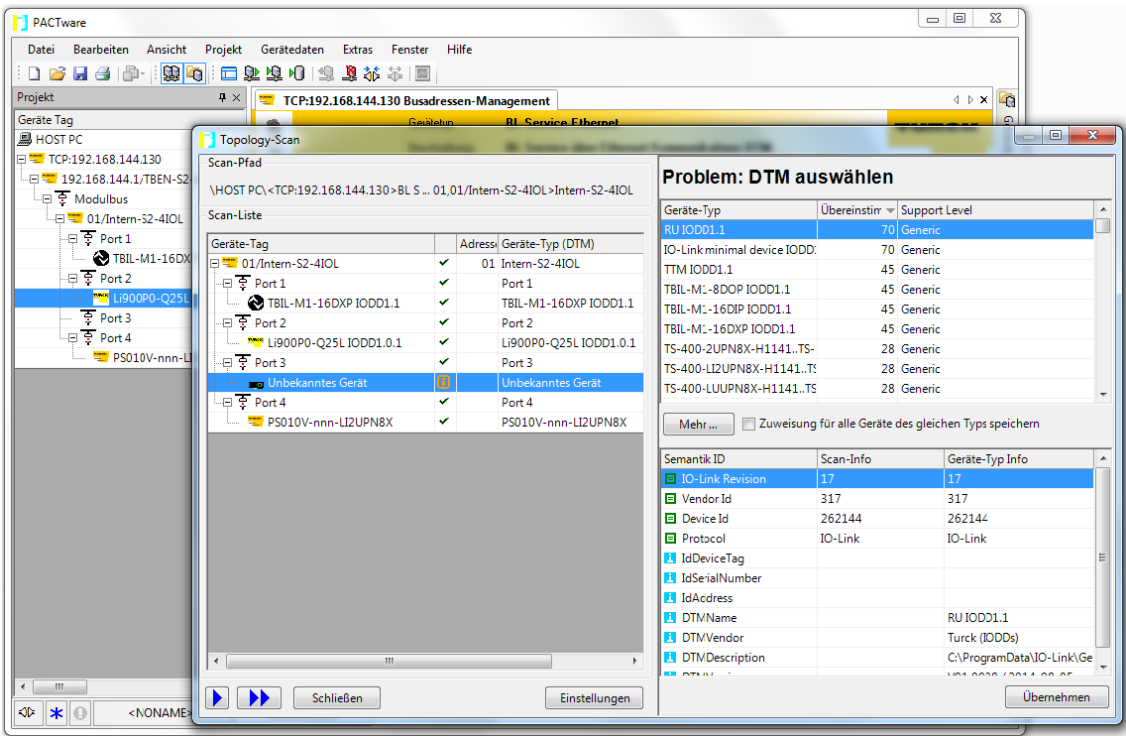 PACTware
Datei Bearbeiten Ansicht Projekt Gerätedaten Extras Fenster Hilfe
Projekt
TCP:192.168.144.130 Busadressen-Management
Geräte Tag
HOST PC
TCP:192.168.144.130
192.168.144.1/TBEN-S2-
Modulbus
01/Intern-S2-4IOL
Port 1
TBIL-M1-16DX
Port 2
Li900P0-Q25L
Port 3
Port 4
PS010V-nnn-LI
<NONAME>
BL Service Ethernet
Topology-Scan
Scan-Pfad
\HOST PC\<TCP:192.168.144.130>BL S ... 01,01/Intern-S2-4IOL>Intern-S2-4IOL
Scan-Liste
Geräte-Tag Adress Geräte-Typ (DTM)
01/Intern-S2-4IOL 01 Intern-S2-4IOL
Port 1 Port 1
TBIL-M1-16DXP IODD1.1 TBIL-M1-16DXP IODD1.1
Port 2 Port 2
Li900P0-Q25L IODD1.0.1 Li900P0-Q25L IODD1.0.1
Port 3 Port 3
Unbekanntes Gerät Unbekanntes Gerät
Port 4 Port 4
PS010V-nnn-LI2UPN8X PS010V-nnn-LI2UPN8X
Schließen Einstellungen
Problem: DTM auswählen
Geräte-Typ Übereinstim Support Level
RU IODD1.1 70 Generic
IO-Link minimal device IODD: 70 Generic
TTM IODD1.1 45 Generic
TBIL-M1-8DOP IODD1.1 45 Generic
TBIL-M1-16DIP IODD1.1 45 Generic
TBIL-M1-16DXP IODD1.1 45 Generic
TS-400-2UPN8X-H1141..TS- 28 Generic
TS-400-LI2UPN8X-H1141..TS 28 Generic
TS-400-LUUPN8X-H1141..TS 28 Generic
Mehr ... Zuweisung für alle Geräte des gleichen Typs speichern
Semantik ID Scan-Info Geräte-Typ Info
IO-Link Revision 17 17
Vendor Id 317 317
Device Id 262144 262144
Protocol IO-Link IO-Link
IdDeviceTag
IdSerialNumber
IdAddress
DTMName RU IODD1.1
DTMVendor Turck (IODDs)
DTMDescription C:\ProgramData\IO-Link\Ge
Übernehmen